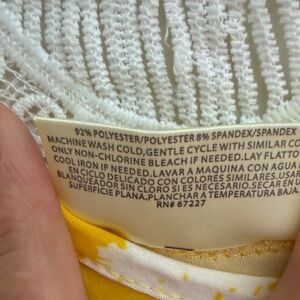 92% POLYESTER/POLYESTER 8% SPANDEX/SPANDEX
MACHINE WASH COLD, GENTLE CYCLE WITH SIMILAR CO
ONLY NON-CHLORINE BLEACH IF NEEDED. LAY FLAT TO
COOL IRON IF NEEDED. LAVAR A MAQUINA CON AGUA
EN CICLO DELICADO CON COLORES SIMILARES. USAR
BLANQUEADOR SIN CLORO SI ES NECESARIO. SECAR EN
SUPERFICIE PLANA. PLANCHAR A TEMPERATURA BAJA
RN# 67227